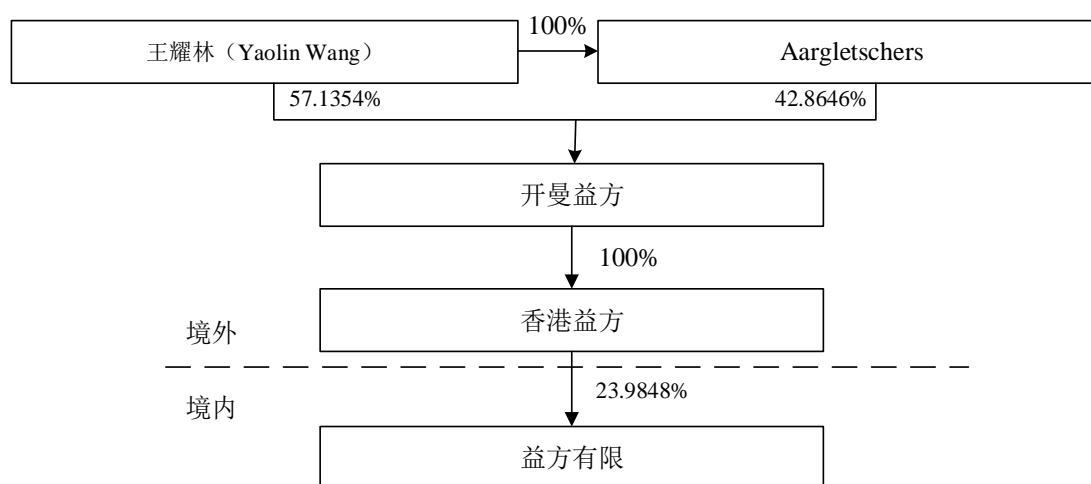 100%
王耀林（Yaolin Wang）
Aargletschers
57.1354%
42.8646%
开曼益方
100%
香港益方
境外
23.9848%
境内
益方有限